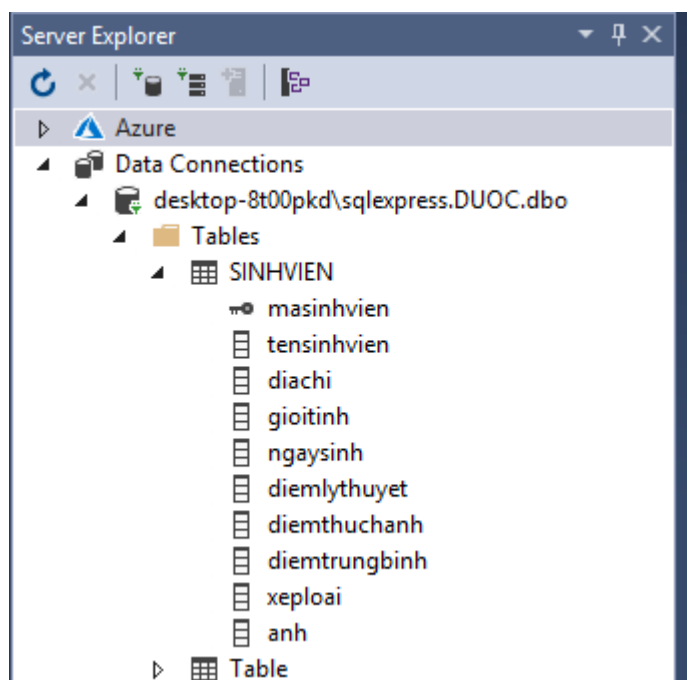 Server Explorer
Azure
Data Connections
desktop-8t00pkd\sqlexpress.DUOC.dbo
Tables
SINHVIEN
masinhvien
tensinhvien
diachi
gioitinh
ngaysinh
diemlythuyet
diemthuchanh
diemtrungbinh
xeploai
anh
Table